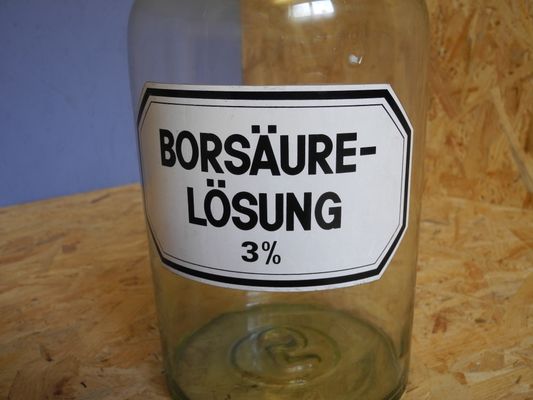 BORSÄURE-
LÖSUNG
3%